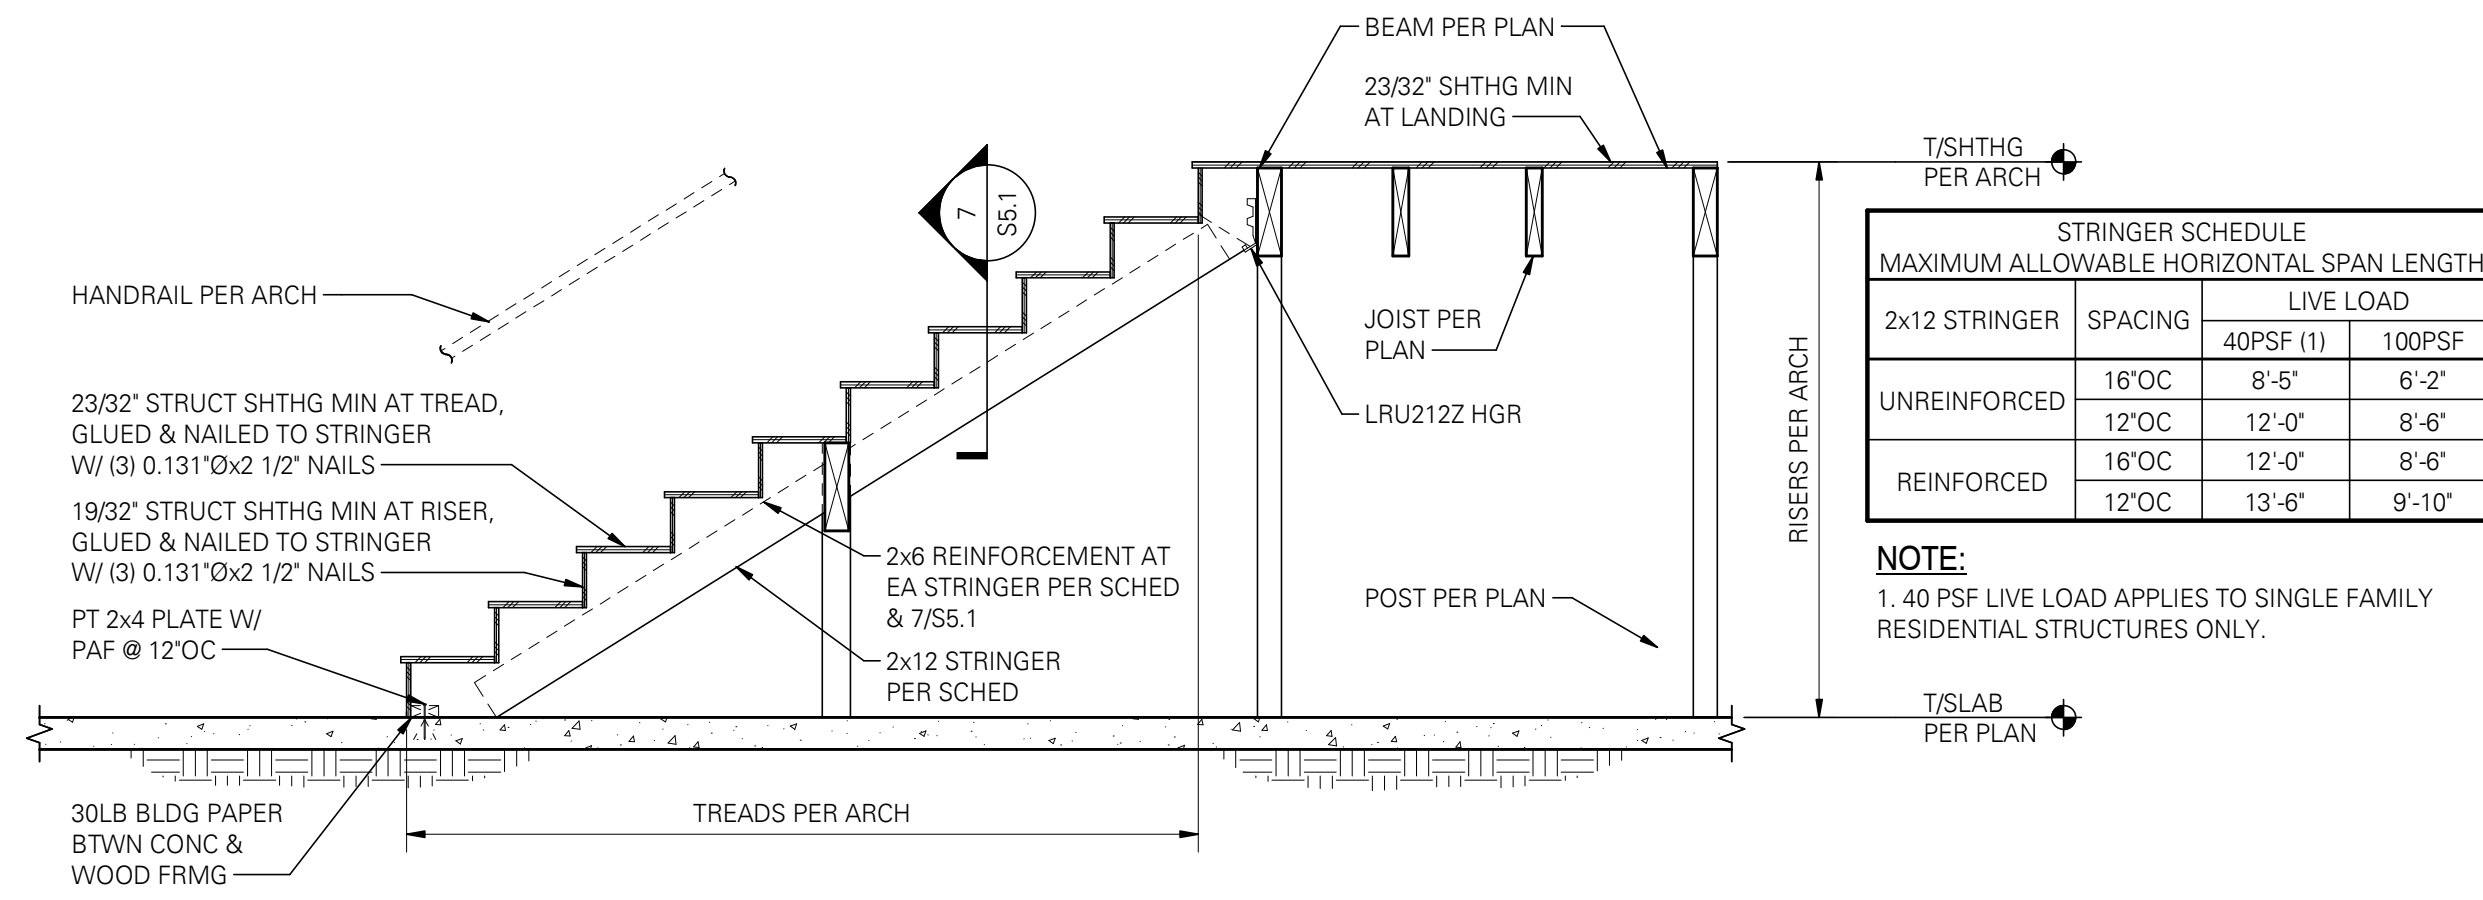 BEAM PER PLAN
23/32" SHTHG MIN
AT LANDING
HANDRAIL PER ARCH
7
S5.1
23/32" STRUCT SHTHG MIN AT TREAD,
GLUED & NAILED TO STRINGER
W/ (3) 0.131"Øx2 1/2" NAILS
19/32" STRUCT SHTHG MIN AT RISER,
GLUED & NAILED TO STRINGER
W/ (3) 0.131"Øx2 1/2" NAILS
PT 2x4 PLATE W/
PAF @ 12"OC
30LB BLDG PAPER
BTWN CONC &
WOOD FRMG
TREADS PER ARCH
2x6 REINFORCEMENT AT
EA STRINGER PER SCHED
& 7/S5.1
2x12 STRINGER
PER SCHED
JOIST PER
PLAN
LRU212Z HGR
POST PER PLAN
RISERS PER ARCH
T/SHTHG
PER ARCH
STRINGER SCHEDULE
MAXIMUM ALLOWABLE HORIZONTAL SPAN LENGTH
2x12 STRINGER SPACING LIVE LOAD
40PSF (1) 100PSF
UNREINFORCED 16"OC 8'-5" 6'-2"
12"OC 12'-0" 8'-6"
REINFORCED 16"OC 12'-0" 8'-6"
12"OC 13'-6" 9'-10"
NOTE:
1. 40 PSF LIVE LOAD APPLIES TO SINGLE FAMILY
RESIDENTIAL STRUCTURES ONLY.
T/SLAB
PER PLAN